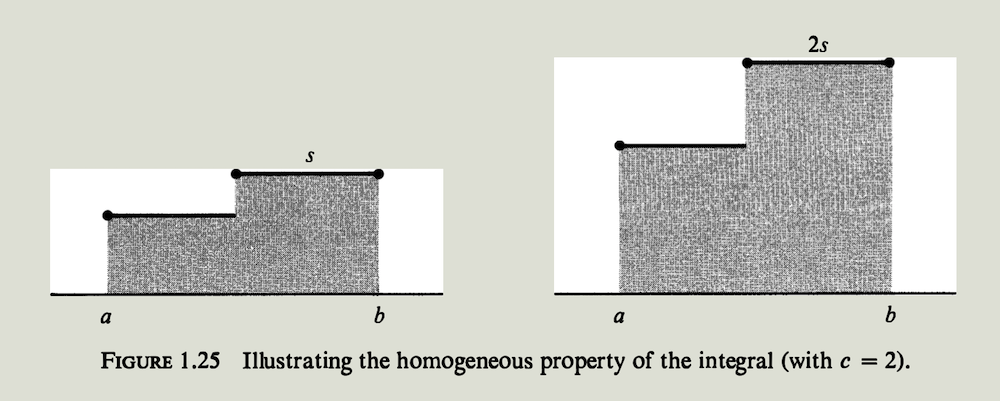 s
2s
a b
a b
FIGURE 1.25 Illustrating the homogeneous property of the integral (with c = 2).